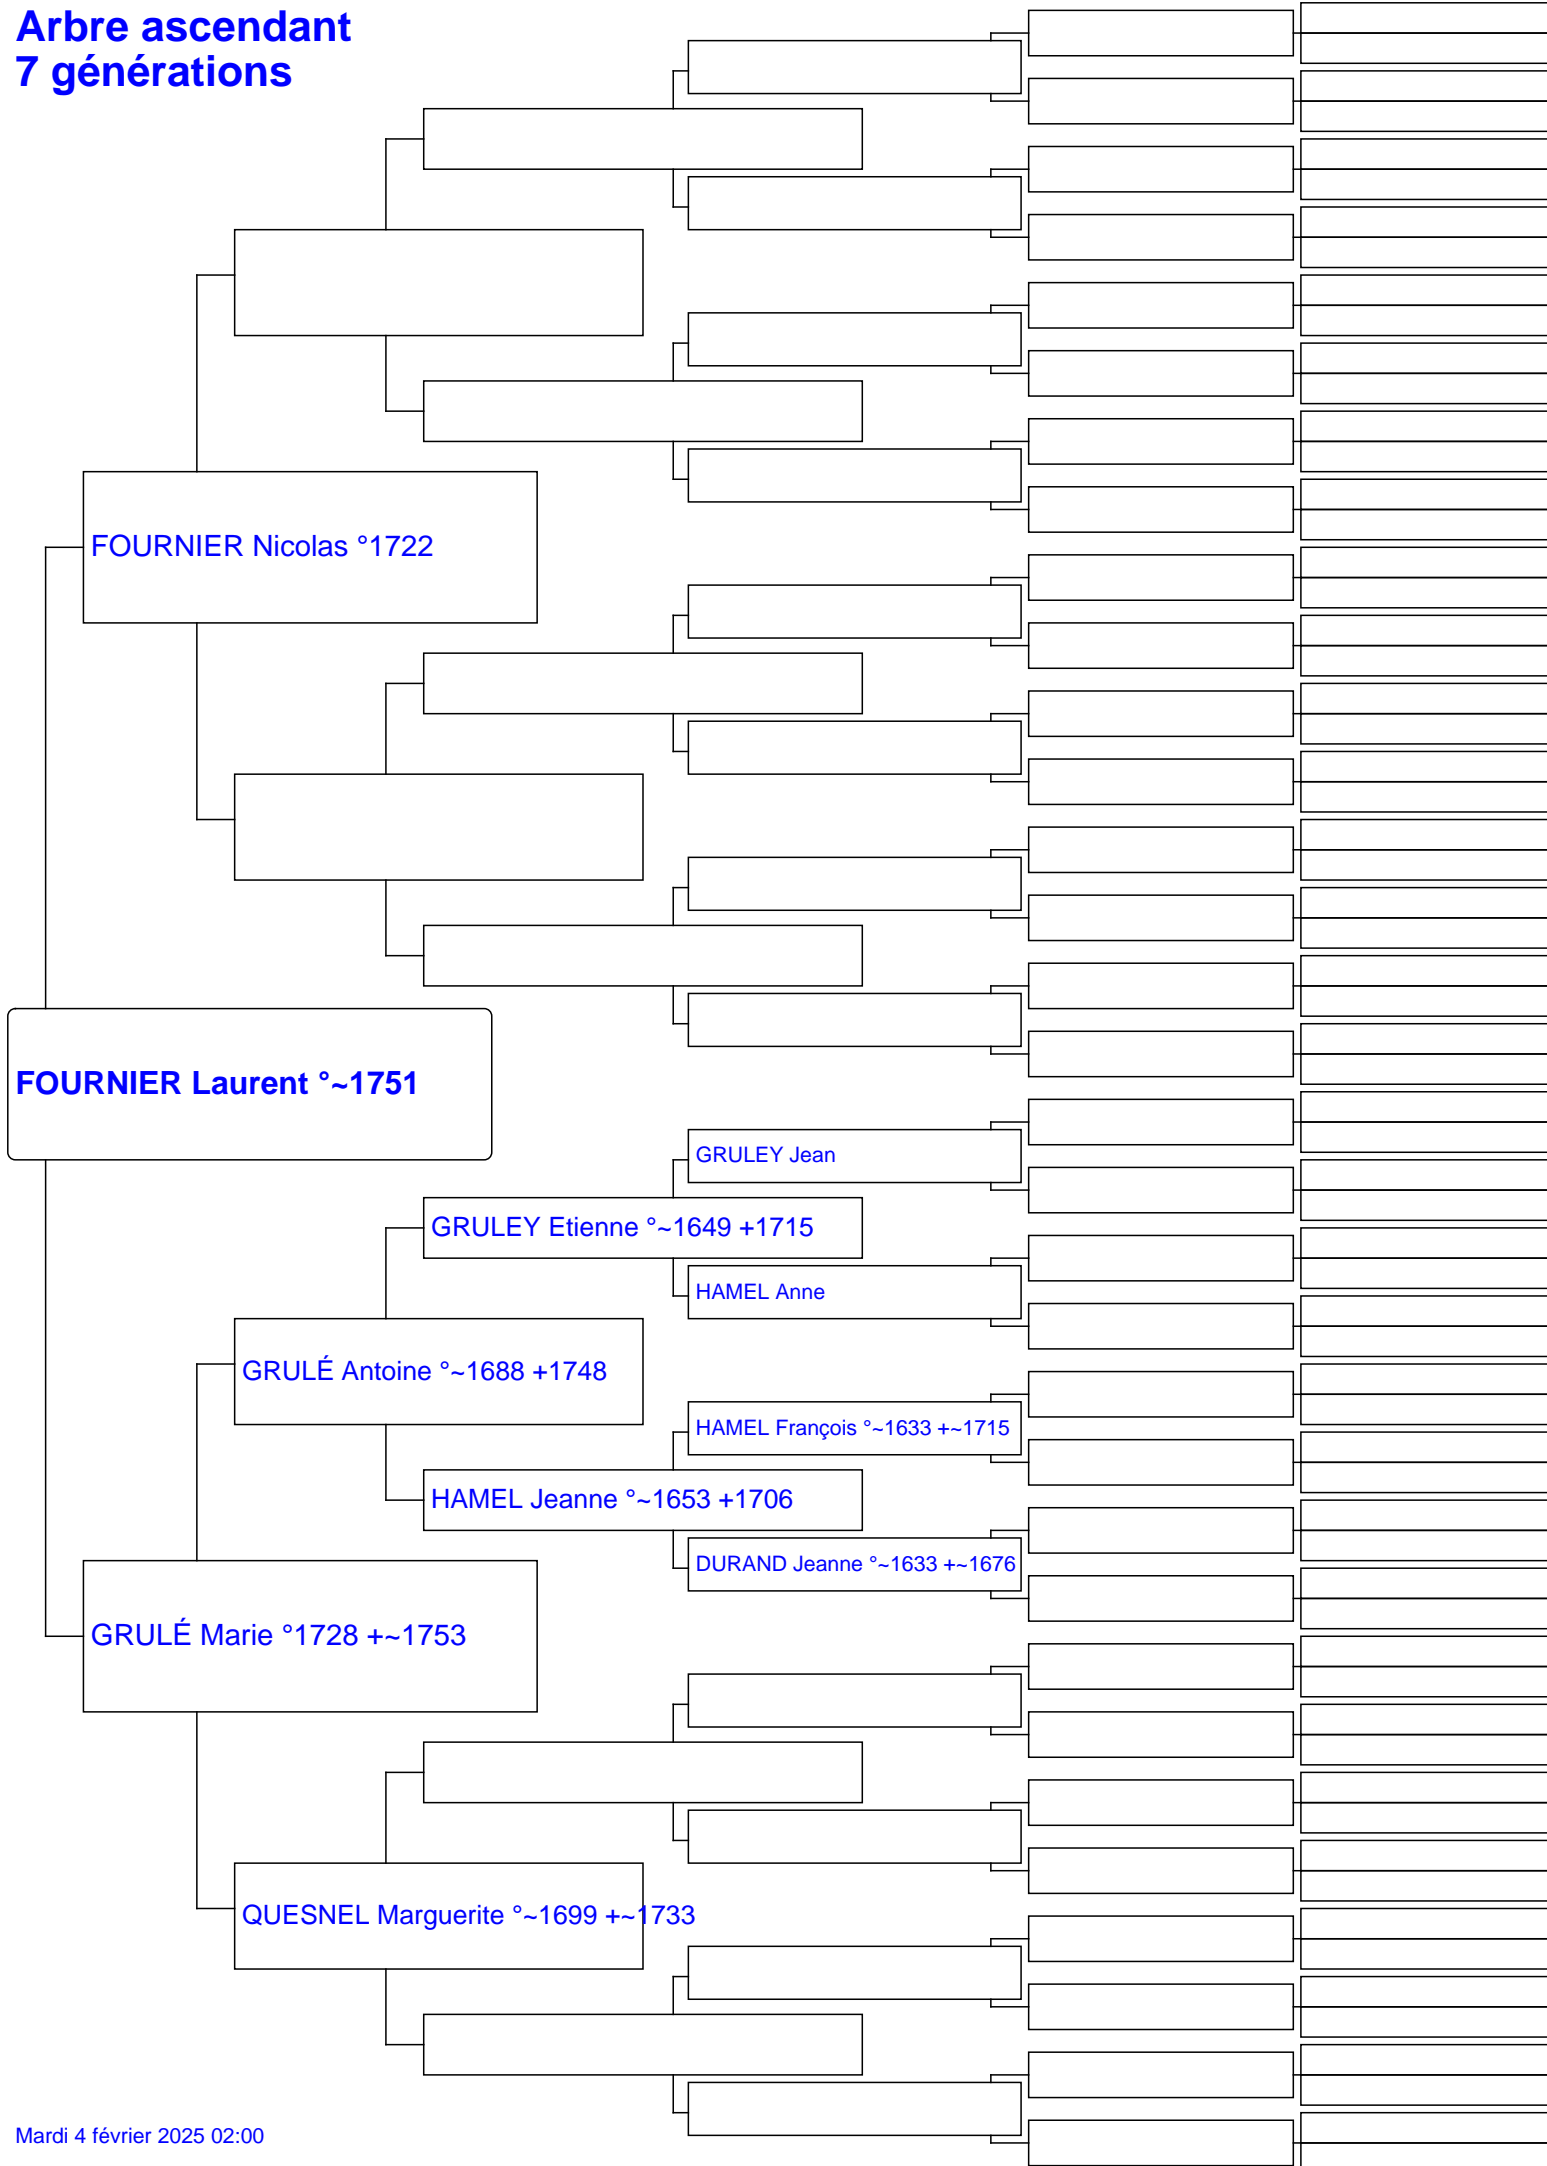 Arbre ascendant
7 générations
FOURNIER Nicolas °1722
FOURNIER Laurent °~1751
GRULEY Jean
GRULEY Etienne °~1649 +1715
HAMEL Anne
GRULÉ Antoine °~1688 +1748
HAMEL François °~1633 +~1715
HAMEL Jeanne °~1653 +1706
DURAND Jeanne °~1633 +~1676
GRULÉ Marie °1728 +~1753
QUESNEL Marguerite °~1699 +~1733
Mardi 4 février 2025 02:00